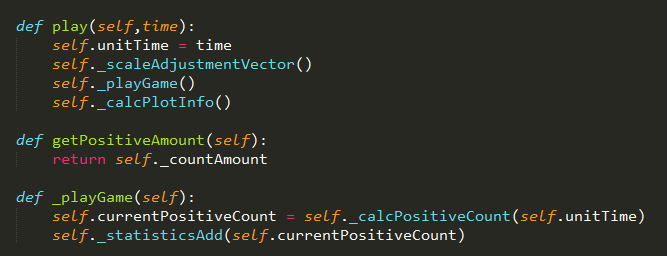 def play(self,time):
    self.unitTime = time
    self._scaleAdjustmentVector()
    self._playGame()
    self._calcPlotInfo()

def getPositiveAmount(self):
    return self._countAmount

def _playGame(self):
    self.currentPositiveCount = self._calcPositiveCount(self.unitTime)
    self._statisticsAdd(self.currentPositiveCount)